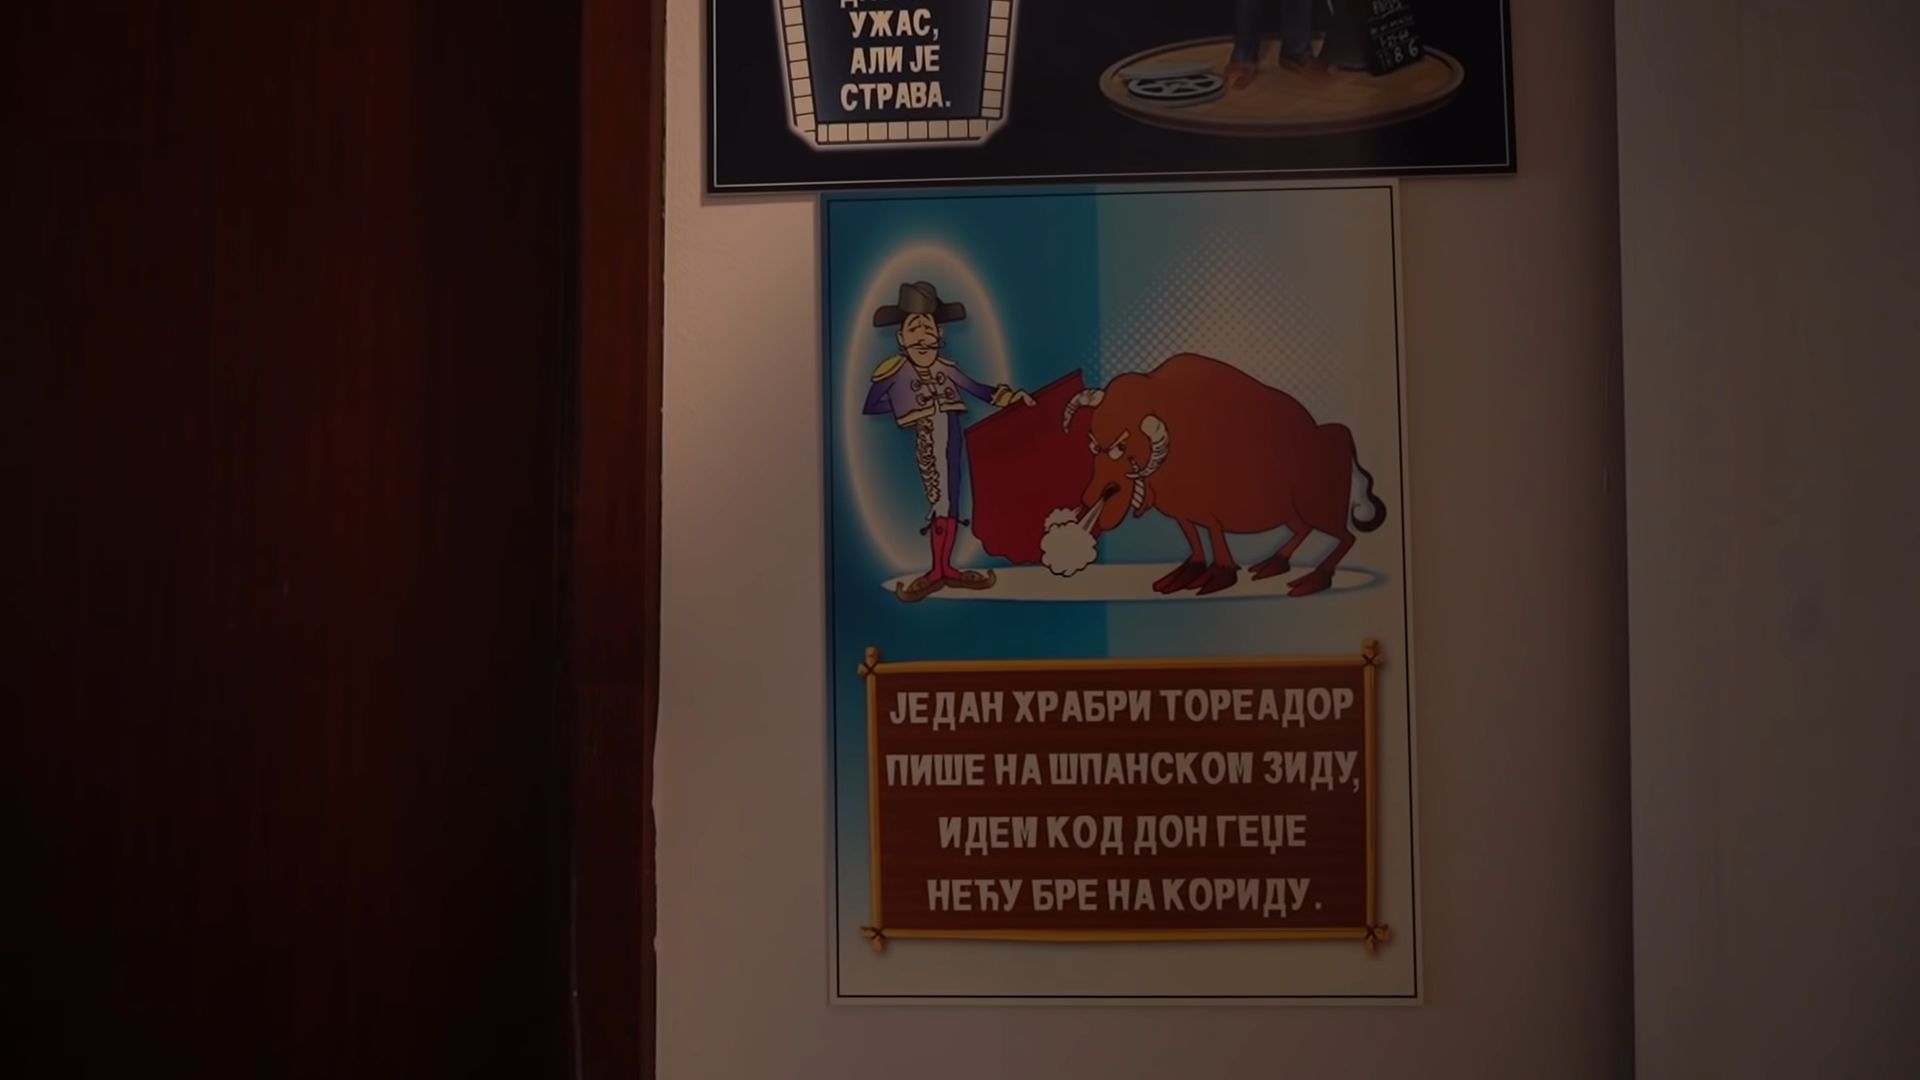 УЖАС,
АЛИ ЈЕ
СТРАВА.
ЈЕДАН ХРАБРИ ТОРЕАДОР
ПИШЕ НА ШПАНСКОМ ЗИДУ,
ИДЕМ КОД ДОН ГЕЏЕ
НЕЋУ БРЕ НА КОРИДУ.